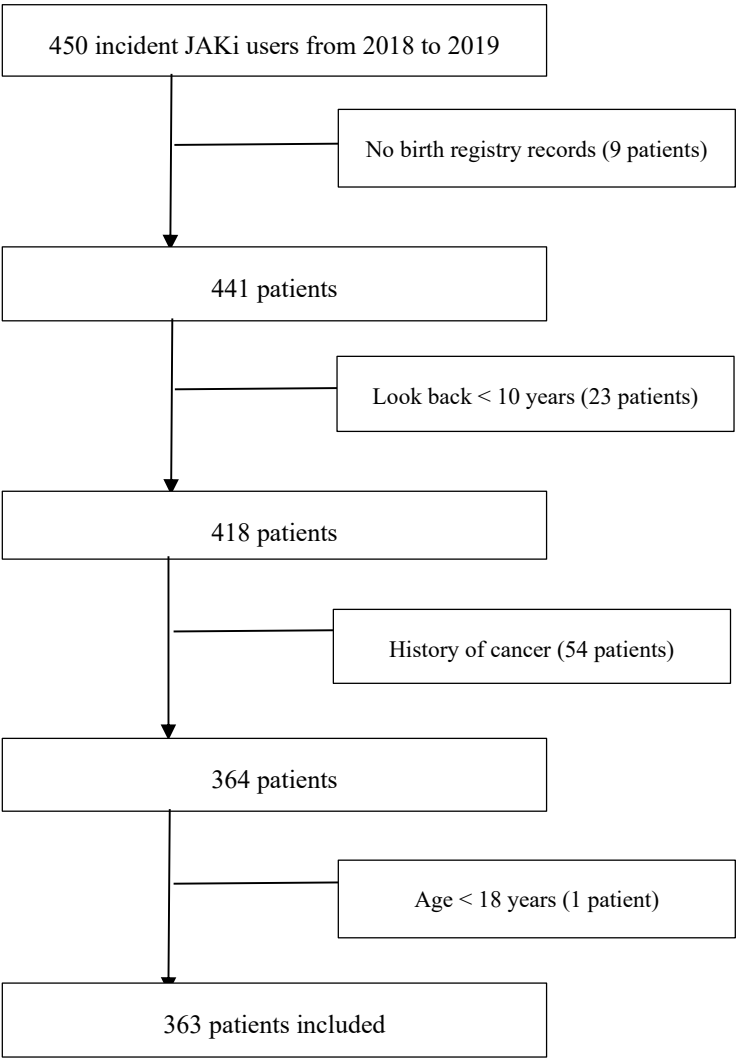 450 incident JAKi users from 2018 to 2019
No birth registry records (9 patients)
441 patients
Look back < 10 years (23 patients)
418 patients
History of cancer (54 patients)
364 patients
Age < 18 years (1 patient)
363 patients included